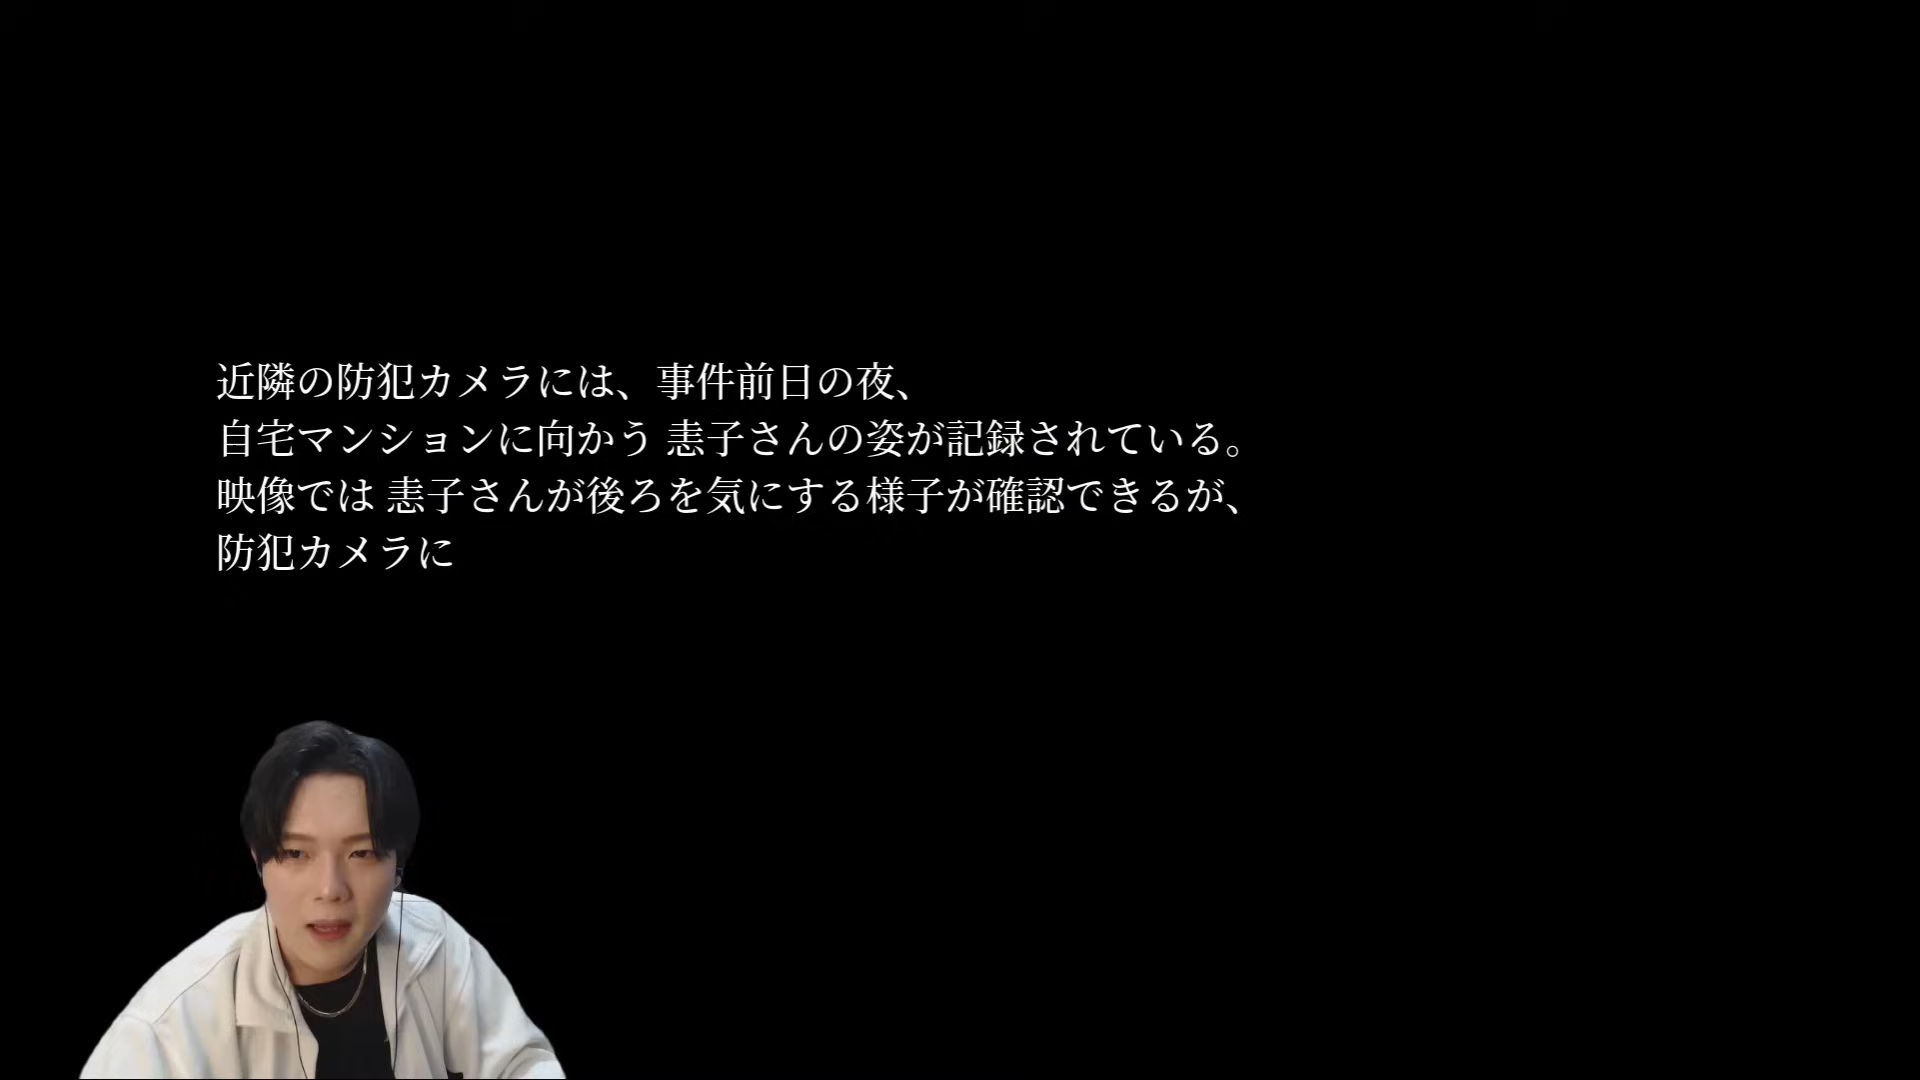 近隣の防犯カメラには、事件前日の夜、
自宅マンションに向かう 恚子さんの姿が記録されている。
映像では 恚子さんが後ろを気にする様子が確認できるが、
防犯カメラに